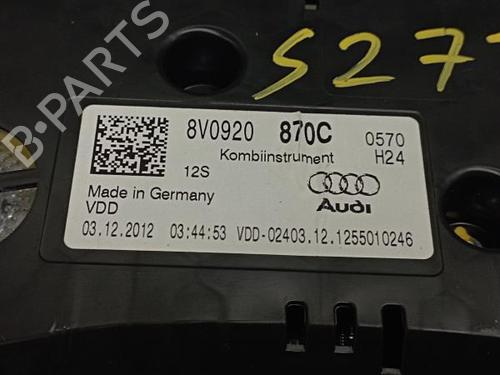 S27
8V0920 870C 0570
Kombiinstrument H24
12S
Made in Germany
Audi
VDD
03.12.2012 03:44:53 VDD-02403.12.1255010246
B-PARTS